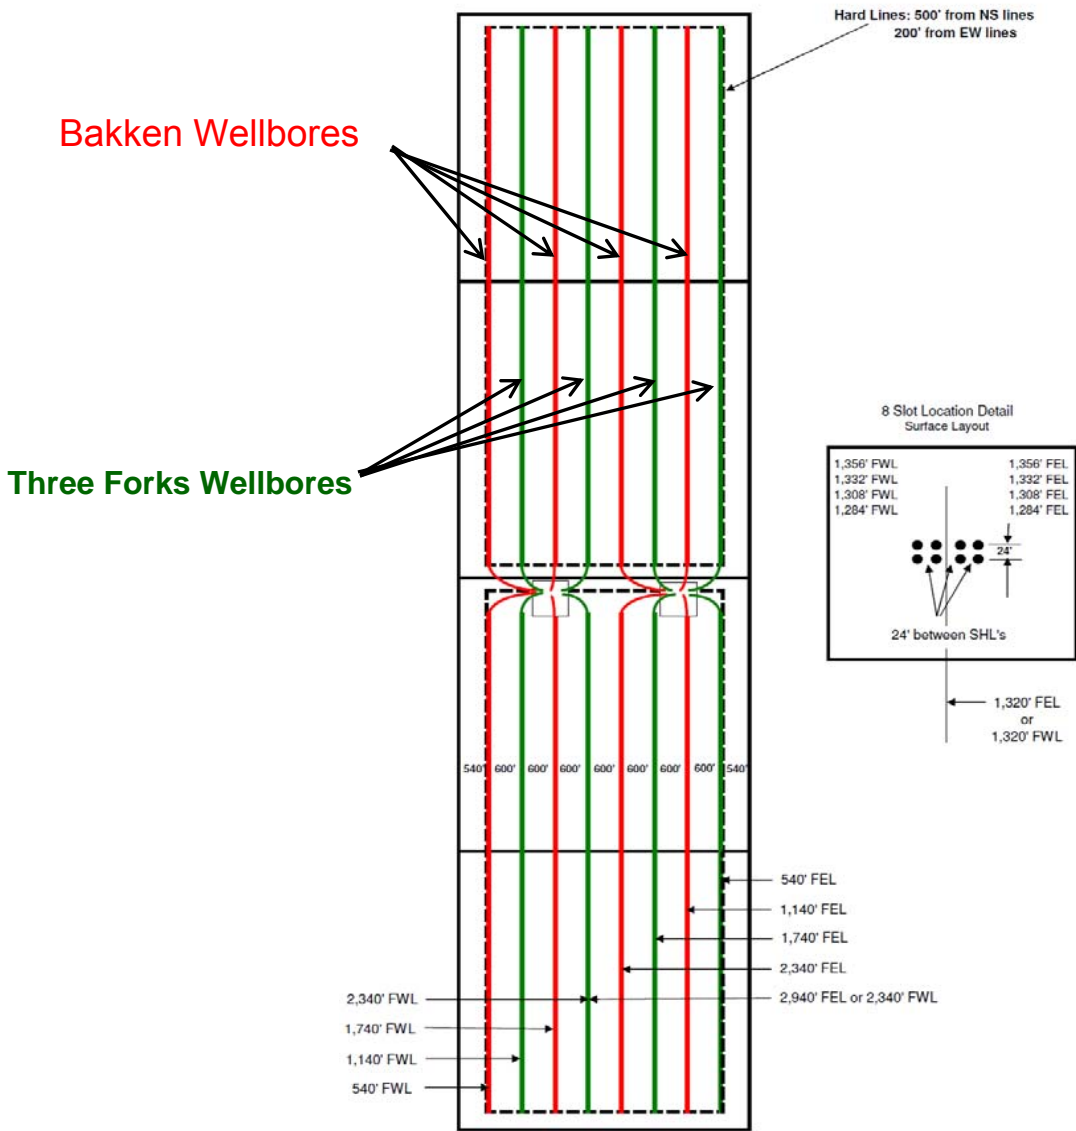 Hard Lines: 500' from NS lines
200' from EW lines
Bakken Wellbores
Three Forks Wellbores
8 Slot Location Detail
Surface Layout
1,356' FWL
1,332' FWL
1,308' FWL
1,284' FWL
1,356' FEL
1,332' FEL
1,308' FEL
1,284' FEL
24'
24' between SHL's
1,320' FEL
or
1,320' FWL
540' 600' 600' 600' 600' 600' 600' 600' 540'
540' FEL
1,140' FEL
1,740' FEL
2,340' FEL
2,940' FEL or 2,340' FWL
2,340' FWL
1,740' FWL
1,140' FWL
540' FWL